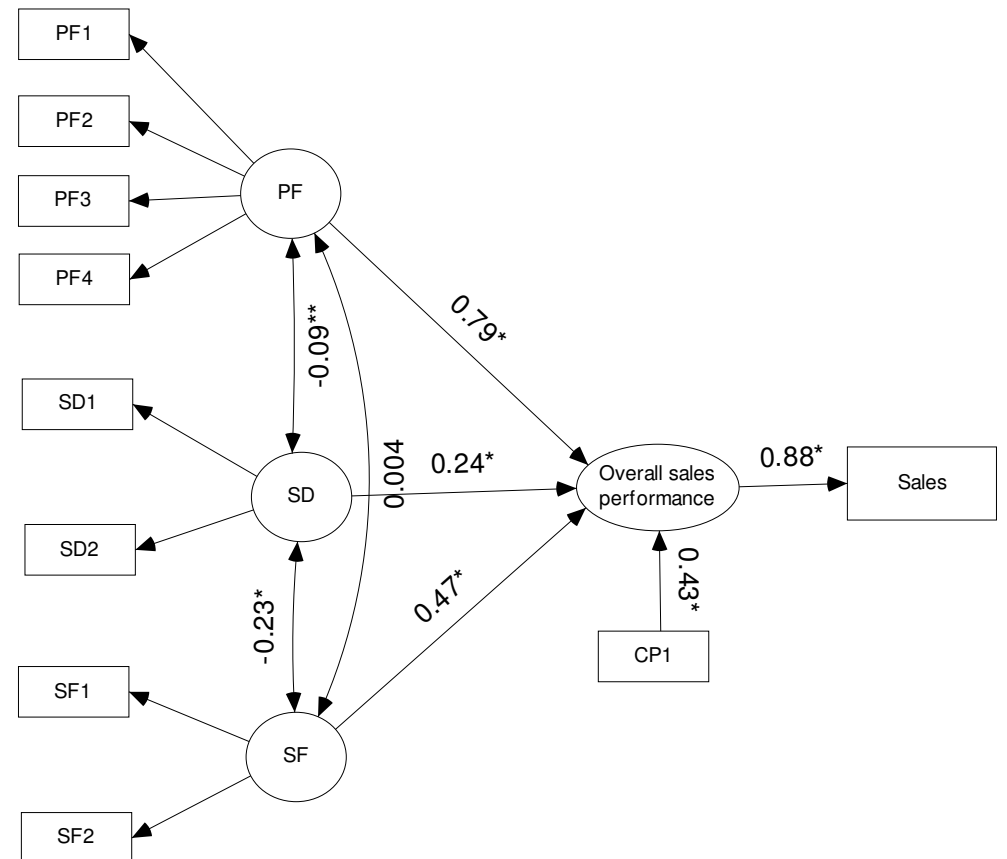 PF1
PF2
PF3
PF4
PF
0.79*
-0.09**
0.004
SD1
SD2
SD
0.24*
Overall sales
performance
0.88*
Sales
-0.23*
0.47*
0.43*
CP1
SF1
SF2
SF